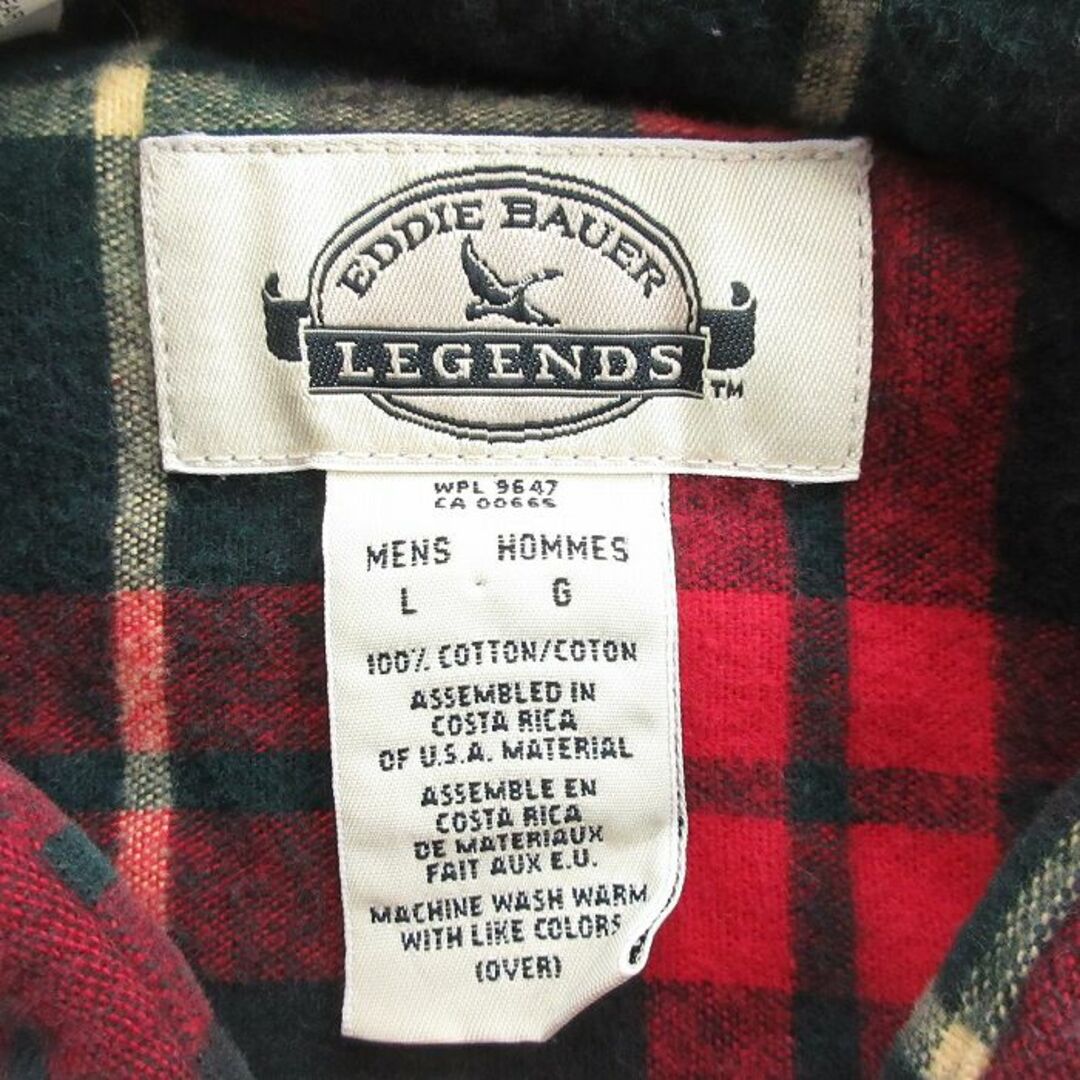 EDDIE BAUER
LEGENDS TM
WPL 9647
CA 00665
MENS HOMMES
L G
100% COTTON/COTON
ASSEMBLED IN
COSTA RICA
OF U.S.A. MATERIAL
ASSEMBLE EN
COSTA RICA
DE MATERIAUX
FAIT AUX E.U.
MACHINE WASH WARM
WITH LIKE COLORS
(OVER)